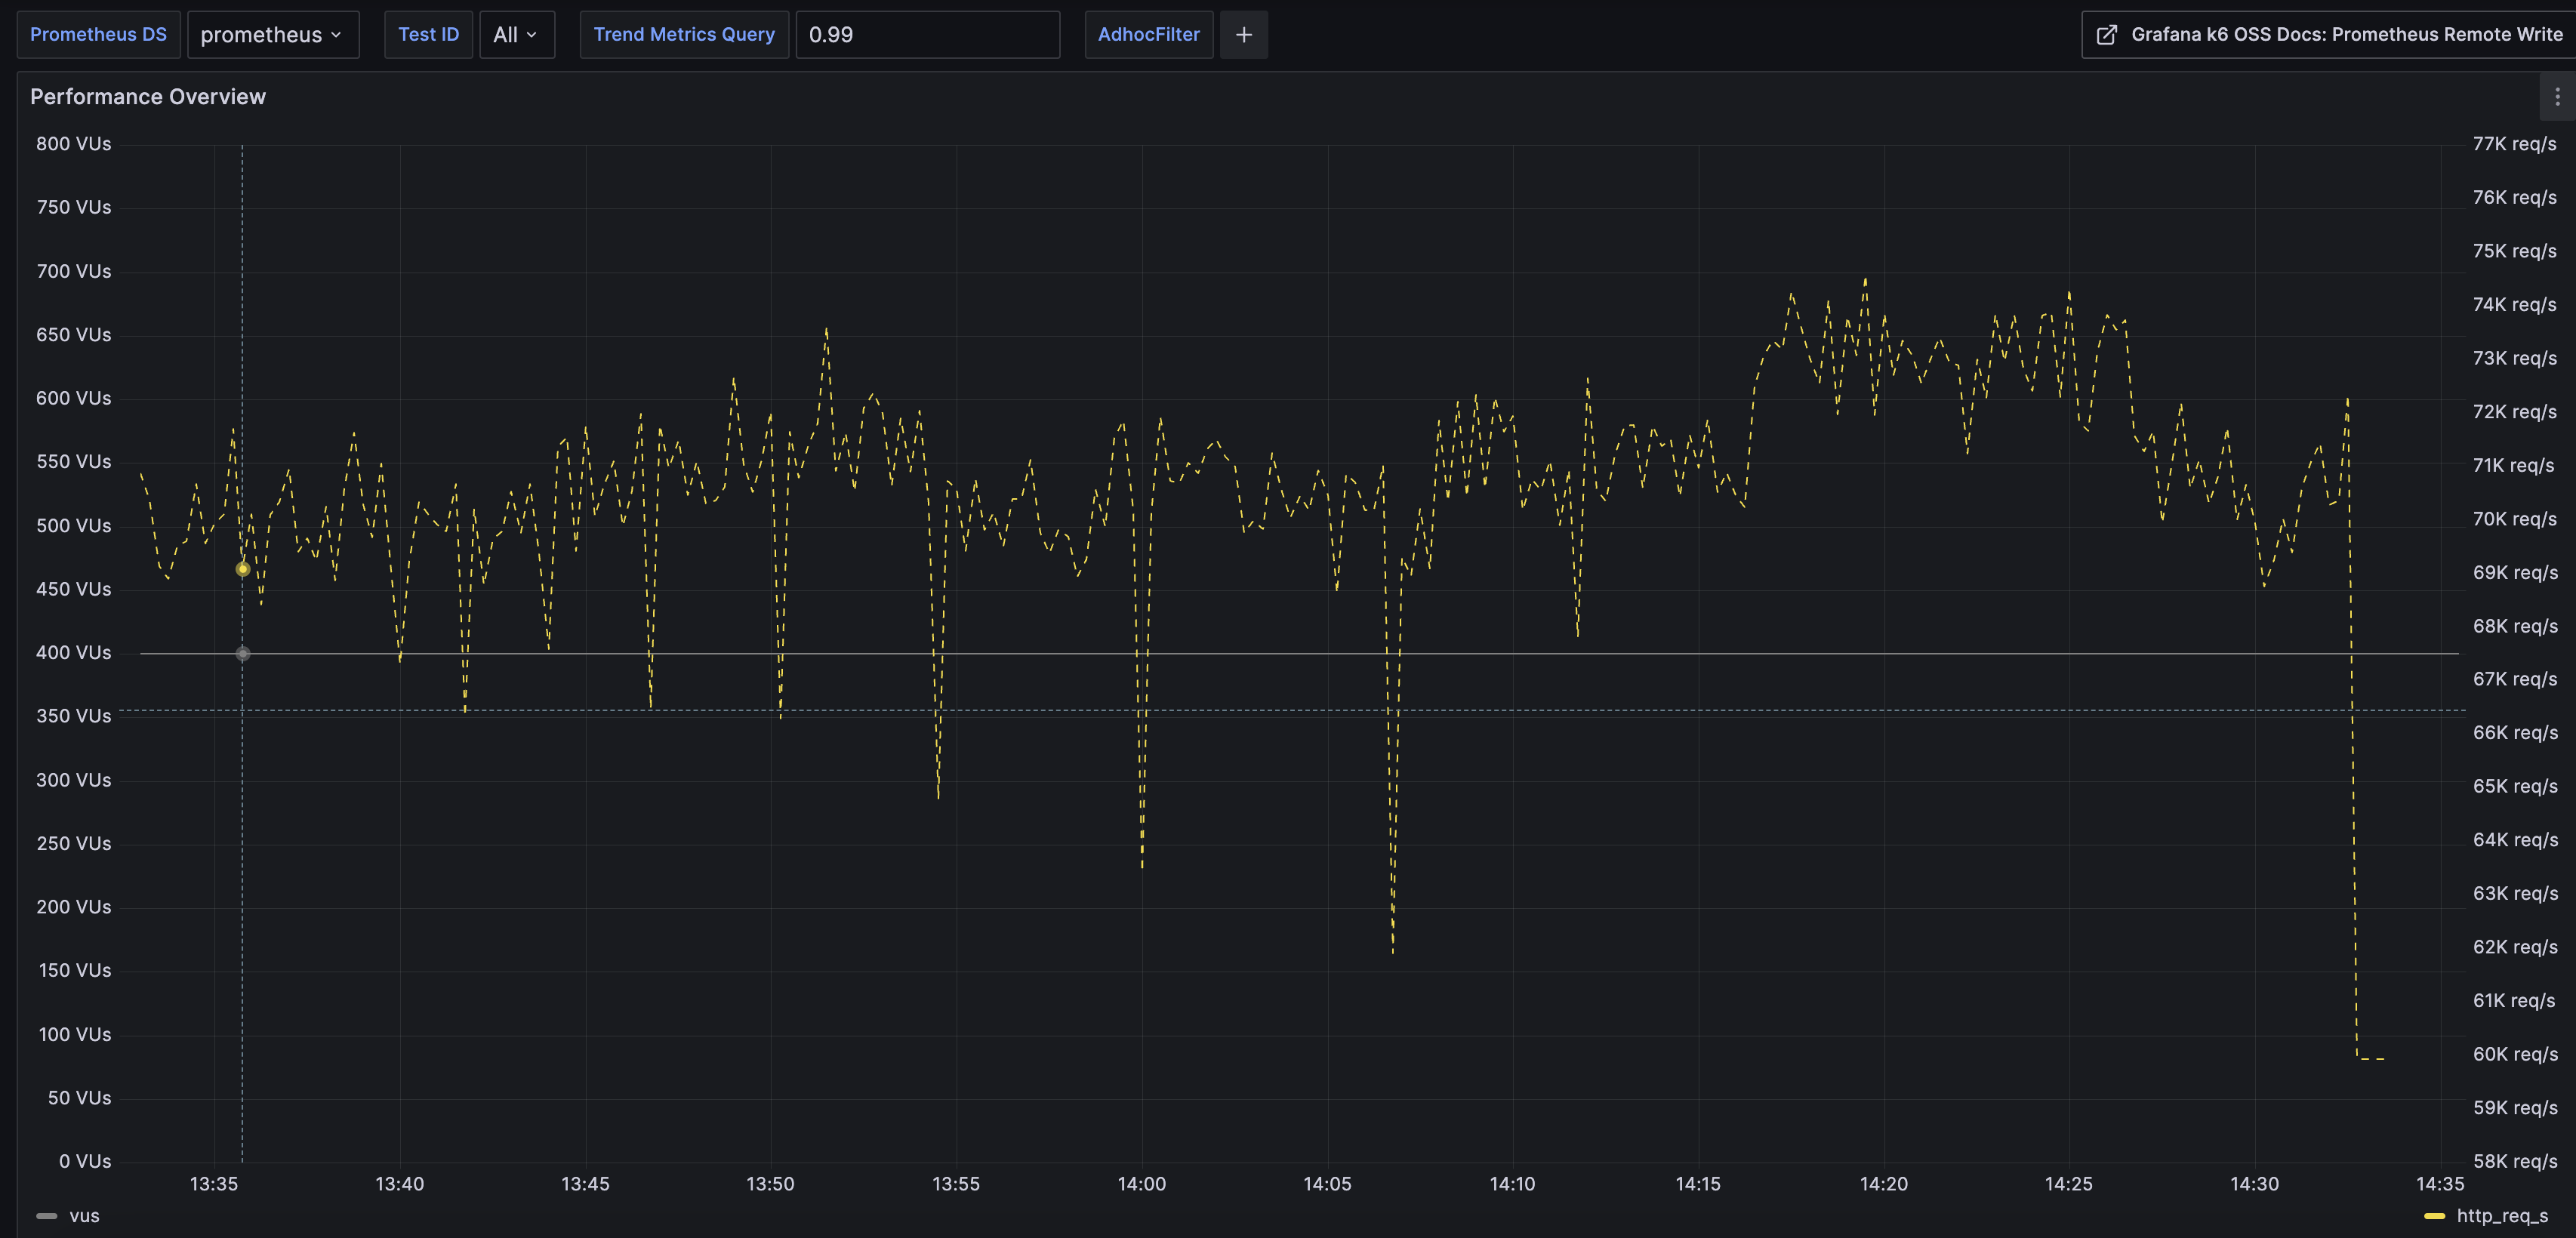 Prometheus DS prometheus Test ID All Trend Metrics Query 0.99 AdhocFilter + Grafana k6 OSS Docs: Prometheus Remote Write
Performance Overview
800 VUs
750 VUs
700 VUs
650 VUs
600 VUs
550 VUs
500 VUs
450 VUs
400 VUs
350 VUs
300 VUs
250 VUs
200 VUs
150 VUs
100 VUs
50 VUs
0 VUs
77K req/s
76K req/s
75K req/s
74K req/s
73K req/s
72K req/s
71K req/s
70K req/s
69K req/s
68K req/s
67K req/s
66K req/s
65K req/s
64K req/s
63K req/s
62K req/s
61K req/s
60K req/s
59K req/s
58K req/s
13:35 13:40 13:45 13:50 13:55 14:00 14:05 14:10 14:15 14:20 14:25 14:30 14:35
vus http_req_s